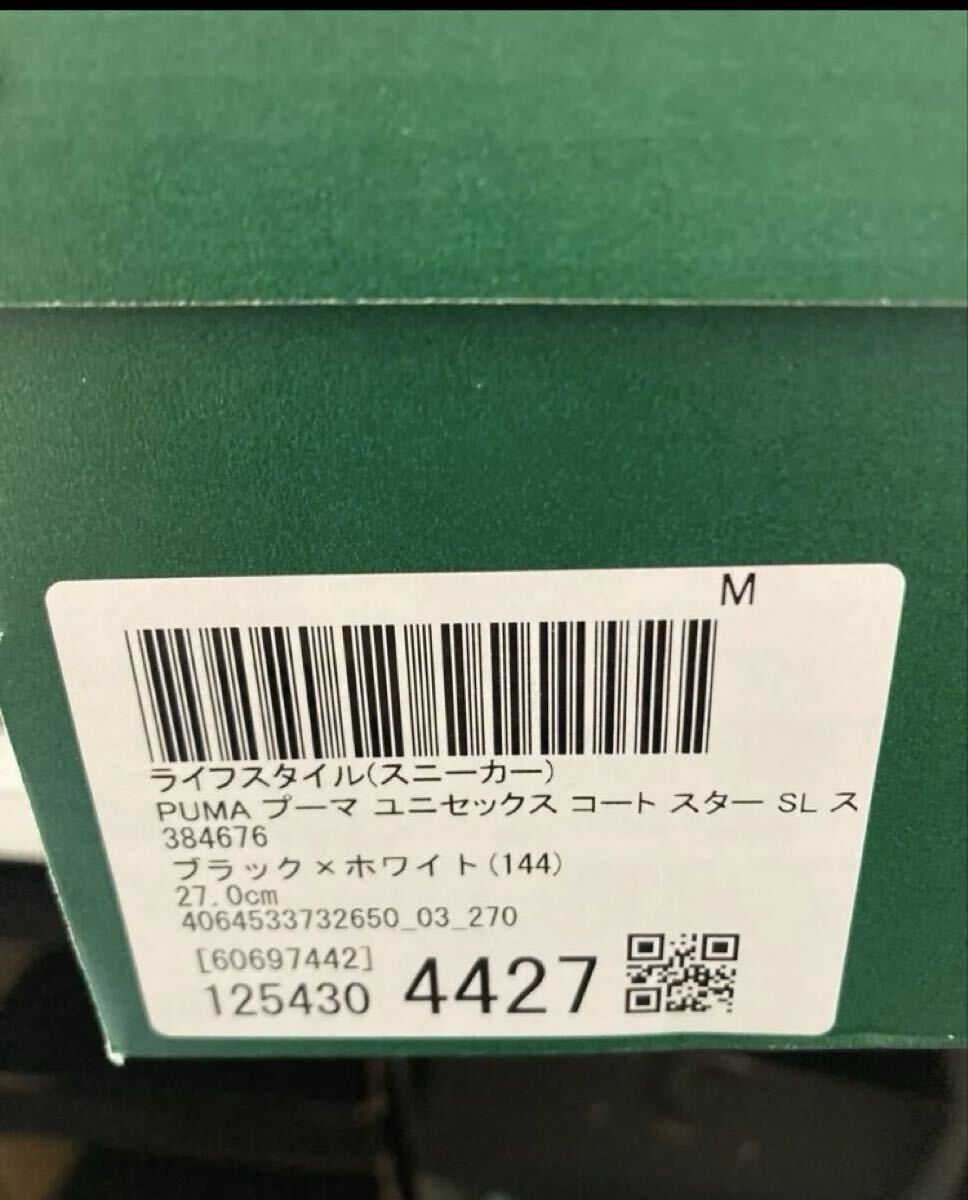 M
ライフスタイル(スニーカー)
PUMA プーマ ユニセックス コート スター SL ス
384676
ブラック×ホワイト(144)
27.0cm
4064533732650_03_270
[60697442]
125430 4427